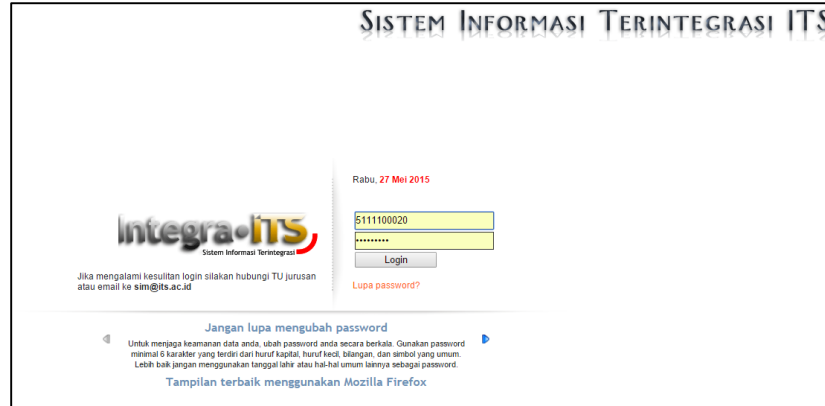 SISTEM INFORMASI TERINTEGRASI ITS
Rabu, 27 Mei 2015
integra ITS
Sistem Informasi Terintegrasi
5111100020
•••••••••
Login
Jika mengalami kesulitan login silakan hubungi TU jurusan
atau email ke sim@its.ac.id
Lupa password?
Jangan lupa mengubah password
Untuk menjaga keamanan data anda, ubah password anda secara berkala. Gunakan password
minimal 6 karakter yang terdiri dari huruf kapital, huruf kecil, bilangan, dan simbol yang umum.
Lebih baik jangan menggunakan tanggal lahir atau hal-hal umum lainnya sebagai password.
Tampilan terbaik menggunakan Mozilla Firefox